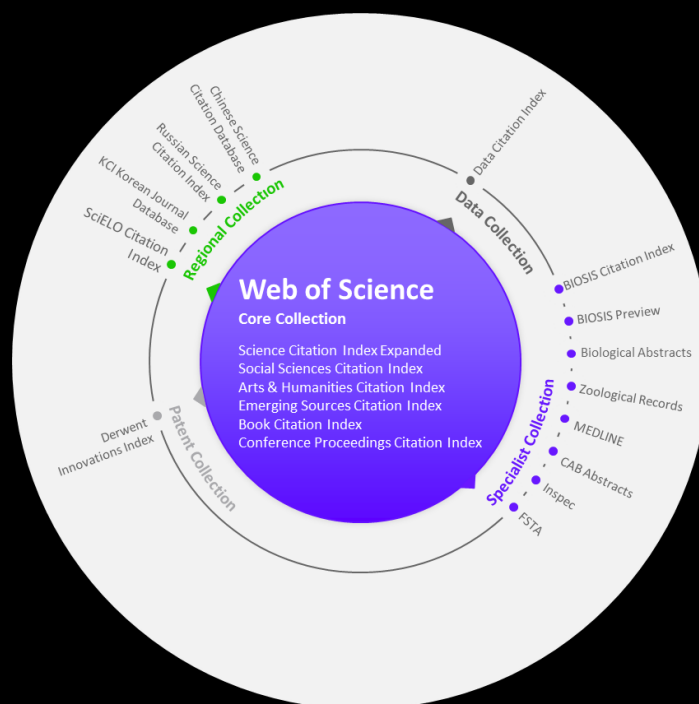 Web of Science
Core Collection
Science Citation Index Expanded
Social Sciences Citation Index
Arts & Humanities Citation Index
Emerging Sources Citation Index
Book Citation Index
Conference Proceedings Citation Index
Regional Collection
Chinese Science
Citation Database
Russian Science
Citation Index
KCI Korean Journal
Database
SciELO Citation
Index
Data Collection
Data Citation Index
Specialist Collection
BIOSIS Citation Index
BIOSIS Preview
Biological Abstracts
Zoological Records
MEDLINE
CAB Abstracts
Inspec
FSTA
Patent Collection
Derwent
Innovations Index